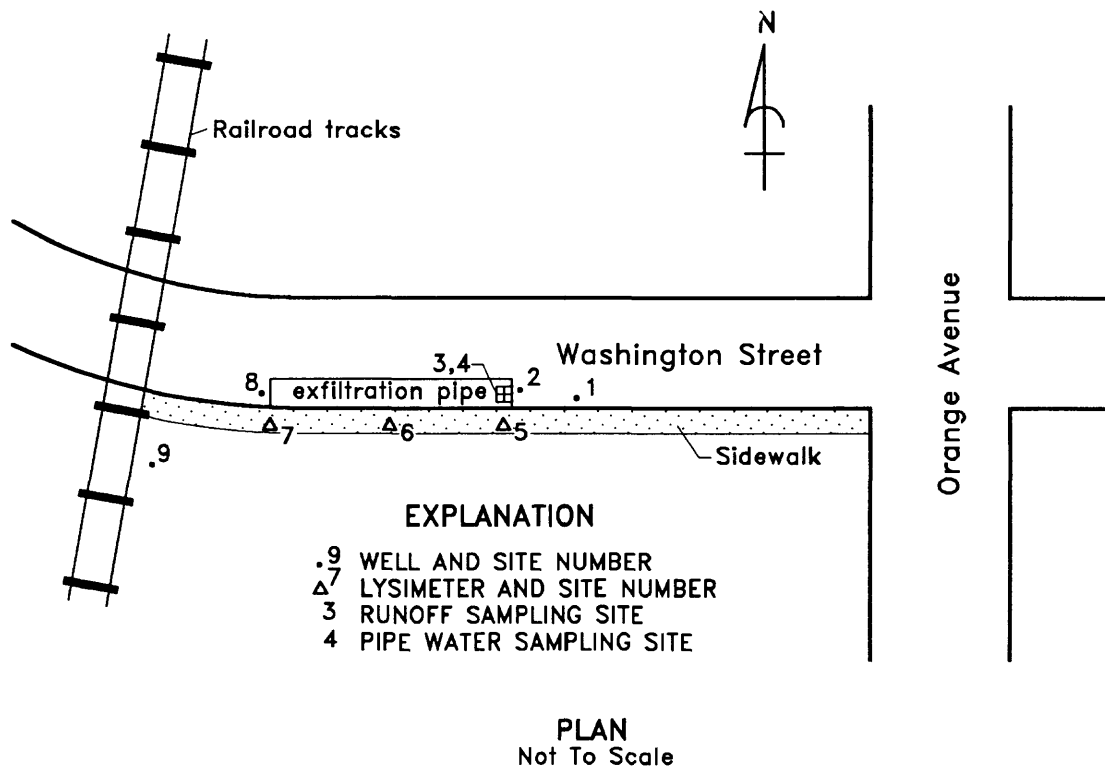 N
Railroad tracks
Orange Avenue
Washington Street
3,4
.2
.1
8.
exfiltration pipe
7
6
5
Sidewalk
.9
EXPLANATION
.9 WELL AND SITE NUMBER
△7 LYSIMETER AND SITE NUMBER
3 RUNOFF SAMPLING SITE
4 PIPE WATER SAMPLING SITE
PLAN
Not To Scale